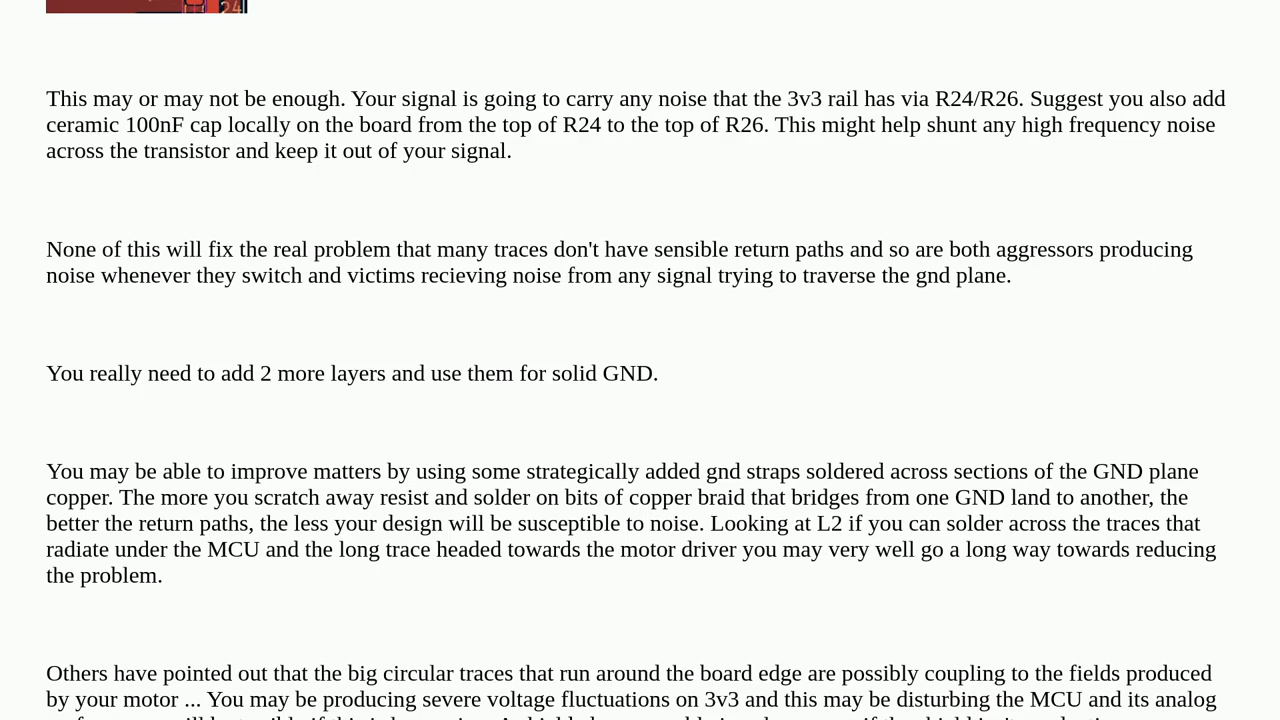 24
This may or may not be enough. Your signal is going to carry any noise that the 3v3 rail has via R24/R26. Suggest you also add
ceramic 100nF cap locally on the board from the top of R24 to the top of R26. This might help shunt any high frequency noise
across the transistor and keep it out of your signal.
None of this will fix the real problem that many traces don't have sensible return paths and so are both aggressors producing
noise whenever they switch and victims recieving noise from any signal trying to traverse the gnd plane.
You really need to add 2 more layers and use them for solid GND.
You may be able to improve matters by using some strategically added gnd straps soldered across sections of the GND plane
copper. The more you scratch away resist and solder on bits of copper braid that bridges from one GND land to another, the
better the return paths, the less your design will be susceptible to noise. Looking at L2 if you can solder across the traces that
radiate under the MCU and the long trace headed towards the motor driver you may very well go a long way towards reducing
the problem.
Others have pointed out that the big circular traces that run around the board edge are possibly coupling to the fields produced
by your motor ... You may be producing severe voltage fluctuations on 3v3 and this may be disturbing the MCU and its analog